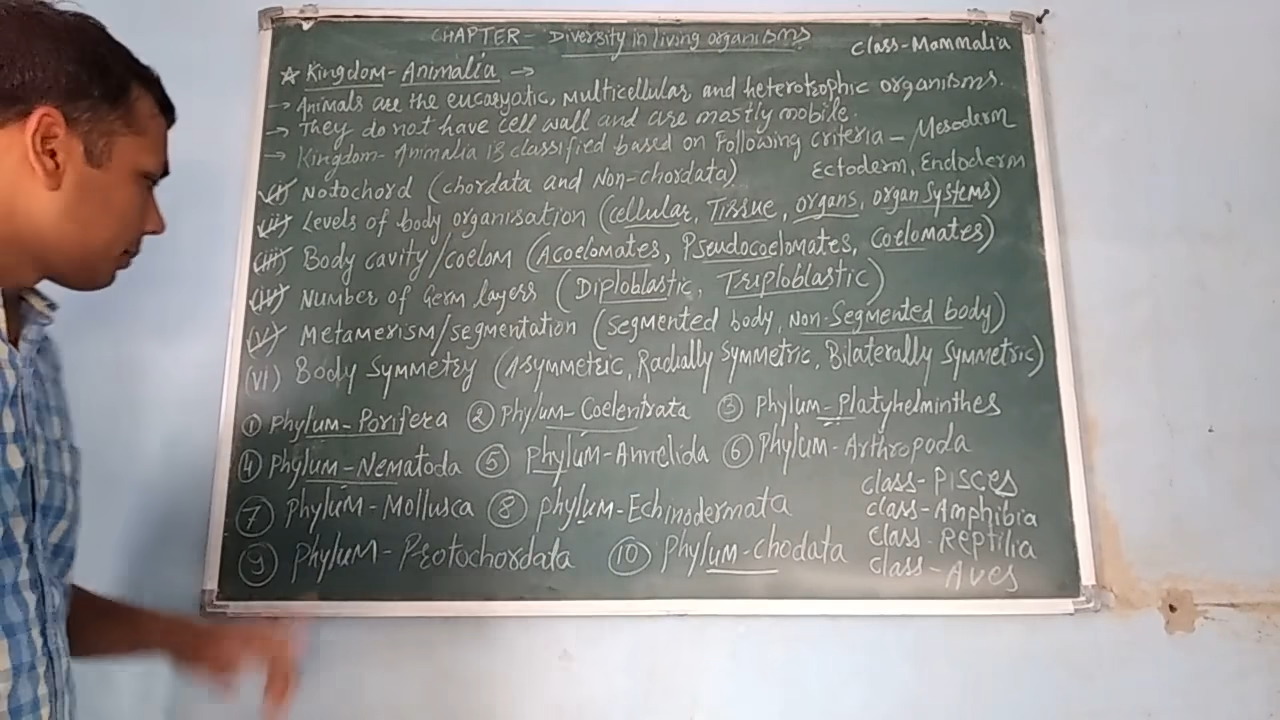 CHAPTER - Diversity in living organisms
class-Mammalia
☆ Kingdom-Animalia →
→ Animals are the eucaryotic, multicellular and heterotrophic organisms.
→ They do not have cell wall and are mostly mobile.
→ Kingdom-Animalia is classified based on Following criteria - Mesoderm
Ectoderm, Endoderm
(i) Notochord (chordata and Non-chordata)
(ii) Levels of body organisation (cellular, Tissue, organs, organ systems)
(iii) Body cavity/coelom (Acoelomates, Pseudocoelomates, Coelomates)
(iv) Number of Germ layers (Diploblastic, Triploblastic)
(v) Metamerism/segmentation (segmented body, non-segmented body)
(VI) Body Symmetry (Asymmetric, Radially Symmetric, Bilaterally Symmetric)
① Phylum-Porifera ② Phylum-Coelentrata ③ Phylum-Platyhelminthes
④ Phylum-Nematoda ⑤ Phylum-Annelida ⑥ Phylum-Arthropoda
class-Pisces
⑦ Phylum-Mollusca ⑧ Phylum-Echinodermata
class-Amphibia
class-Reptilia
⑨ Phylum-Protochordata ⑩ Phylum-chodata
class-Aves